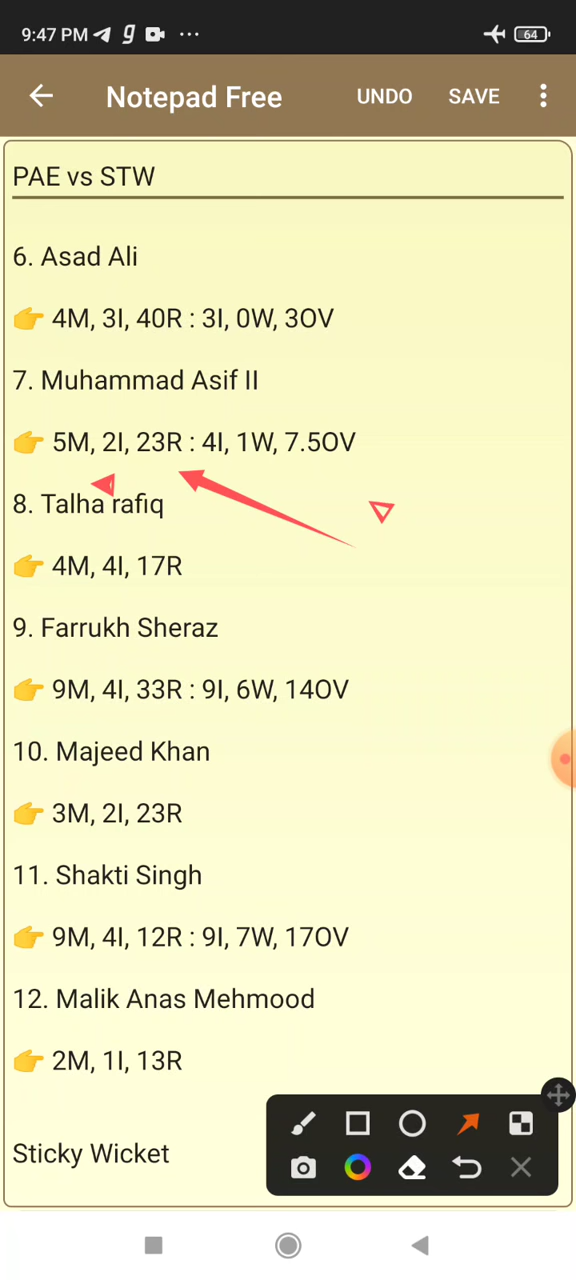 9:47 PM g ... 64
Notepad Free UNDO SAVE
PAE vs STW
6. Asad Ali
👉 4M, 3I, 40R : 3I, 0W, 3OV
7. Muhammad Asif II
👉 5M, 2I, 23R : 4I, 1W, 7.5OV
8. Talha rafiq
👉 4M, 4I, 17R
9. Farrukh Sheraz
👉 9M, 4I, 33R : 9I, 6W, 14OV
10. Majeed Khan
👉 3M, 2I, 23R
11. Shakti Singh
👉 9M, 4I, 12R : 9I, 7W, 17OV
12. Malik Anas Mehmood
👉 2M, 1I, 13R
Sticky Wicket